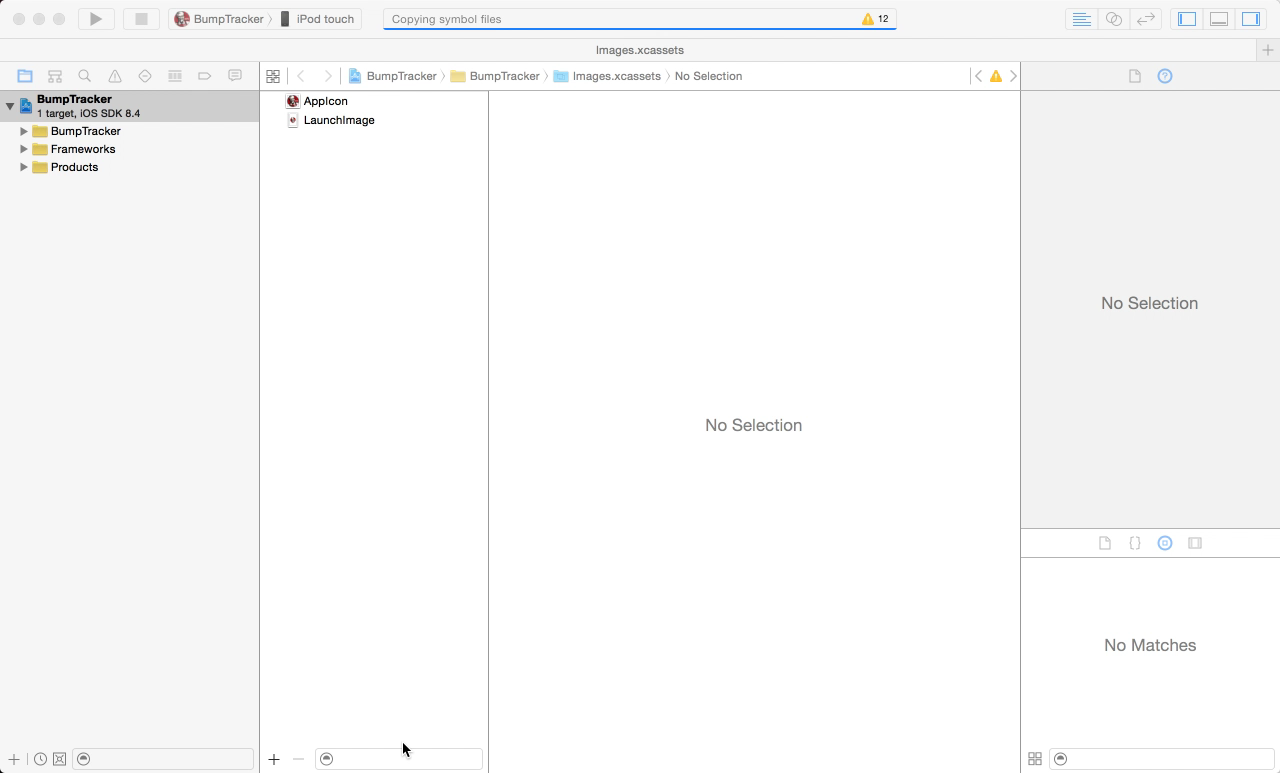 BumpTracker 〉 iPod touch
Copying symbol files
12
Images.xcassets
BumpTracker 〉 BumpTracker 〉 Images.xcassets 〉 No Selection
BumpTracker
1 target, iOS SDK 8.4
BumpTracker
Frameworks
Products
AppIcon
LaunchImage
No Selection
No Selection
No Matches